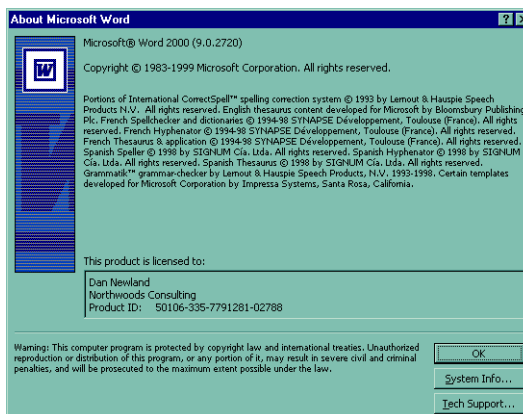 About Microsoft Word
Microsoft® Word 2000 (9.0.2720)
Copyright © 1983-1999 Microsoft Corporation. All rights reserved.
Portions of International CorrectSpell™ spelling correction system © 1993 by Lernout & Hauspie Speech
Products N.V. All rights reserved. English thesaurus content developed for Microsoft by Bloomsbury Publishing
Plc. French Spellchecker and dictionaries © 1994-98 SYNAPSE Développement, Toulouse (France). All rights
reserved. French Hyphenator © 1994-98 SYNAPSE Développement, Toulouse (France). All rights reserved.
French Thesaurus & application © 1994-98 SYNAPSE Développement, Toulouse (France). All rights reserved.
Spanish Speller © 1998 by SIGNUM Cía. Ltda. All rights reserved. Spanish Hyphenator © 1998 by SIGNUM
Cía. Ltda. All rights reserved. Spanish Thesaurus © 1998 by SIGNUM Cía. Ltda. All rights reserved.
Grammatik™ grammar-checker by Lernout & Hauspie Speech Products, N.V. 1993-1998. Certain templates
developed for Microsoft Corporation by Impressa Systems, Santa Rosa, California.
This product is licensed to:
Dan Newland
Northwoods Consulting
Product ID: 50106-335-7791281-02788
Warning: This computer program is protected by copyright law and international treaties. Unauthorized
reproduction or distribution of this program, or any portion of it, may result in severe civil and criminal
penalties, and will be prosecuted to the maximum extent possible under the law.
OK
System Info...
Tech Support...